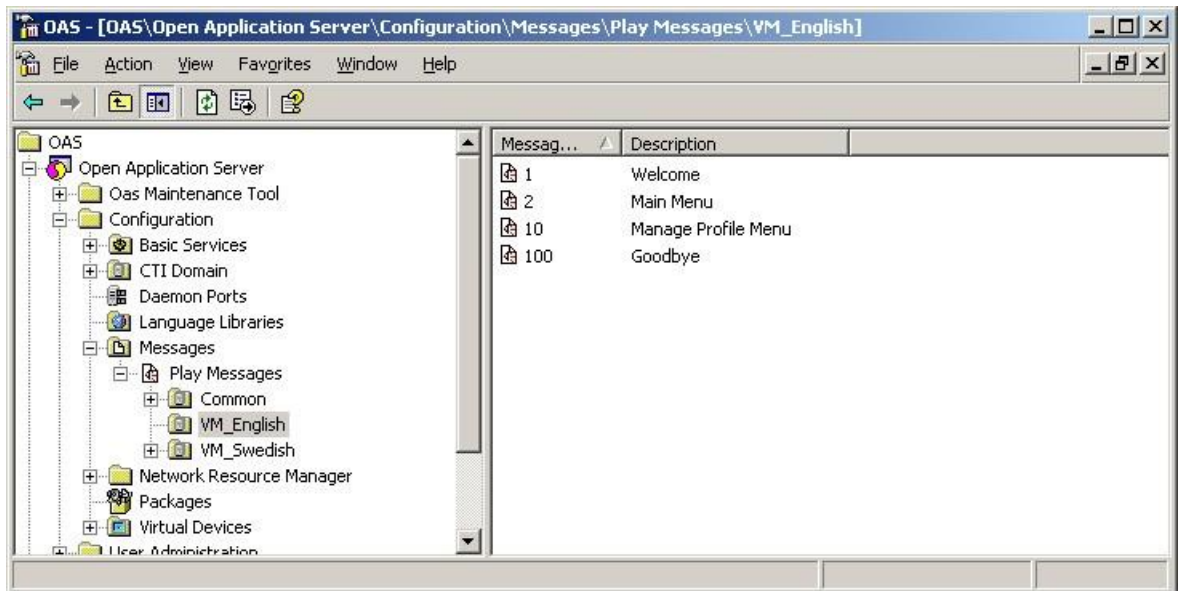 OAS - [OAS\Open Application Server\Configuration\Messages\Play Messages\VM_English]
File Action View Favorites Window Help
OAS
Open Application Server
Oas Maintenance Tool
Configuration
Basic Services
CTI Domain
Daemon Ports
Language Libraries
Messages
Play Messages
Common
VM_English
VM_Swedish
Network Resource Manager
Packages
Virtual Devices
User Administration
Messag... Description
1 Welcome
2 Main Menu
10 Manage Profile Menu
100 Goodbye